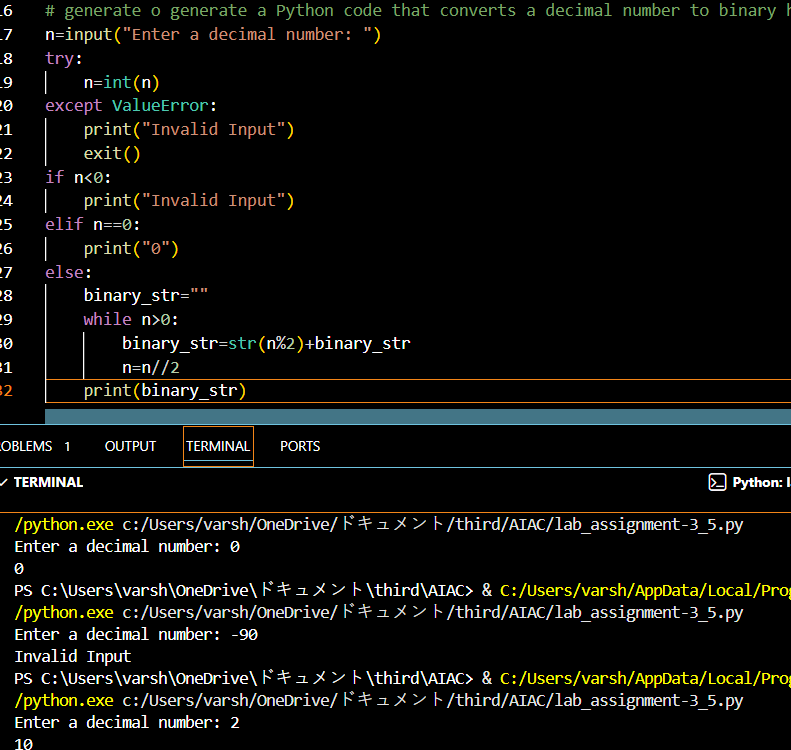 16 # generate o generate a Python code that converts a decimal number to binary
17 n=input("Enter a decimal number: ")
18 try:
19 n=int(n)
20 except ValueError:
21 print("Invalid Input")
22 exit()
23 if n<0:
24 print("Invalid Input")
25 elif n==0:
26 print("0")
27 else:
28 binary_str=""
29 while n>0:
30 binary_str=str(n%2)+binary_str
31 n=n//2
32 print(binary_str)
OBLEMS 1 OUTPUT TERMINAL PORTS
TERMINAL Python:
/python.exe c:/Users/varsh/OneDrive/ドキュメント/third/AIAC/lab_assignment-3_5.py
Enter a decimal number: 0
0
PS C:\Users\varsh\OneDrive\ドキュメント\third\AIAC> & C:/Users/varsh/AppData/Local/Prog
/python.exe c:/Users/varsh/OneDrive/ドキュメント/third/AIAC/lab_assignment-3_5.py
Enter a decimal number: -90
Invalid Input
PS C:\Users\varsh\OneDrive\ドキュメント\third\AIAC> & C:/Users/varsh/AppData/Local/Prog
/python.exe c:/Users/varsh/OneDrive/ドキュメント/third/AIAC/lab_assignment-3_5.py
Enter a decimal number: 2
10